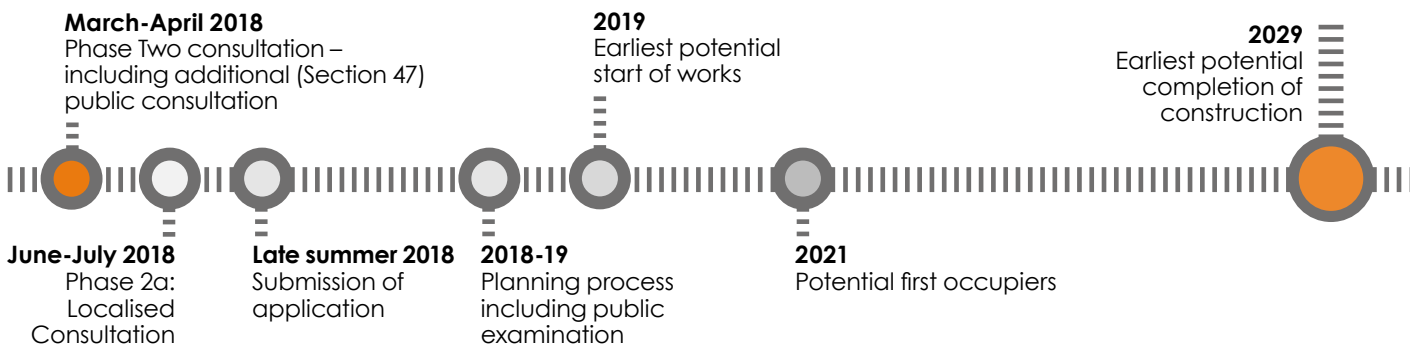 March-April 2018
Phase Two consultation –
including additional (Section 47)
public consultation
2019
Earliest potential
start of works
2029
Earliest potential
completion of
construction
June-July 2018
Phase 2a:
Localised
Consultation
Late summer 2018
Submission of
application
2018-19
Planning process
including public
examination
2021
Potential first occupiers